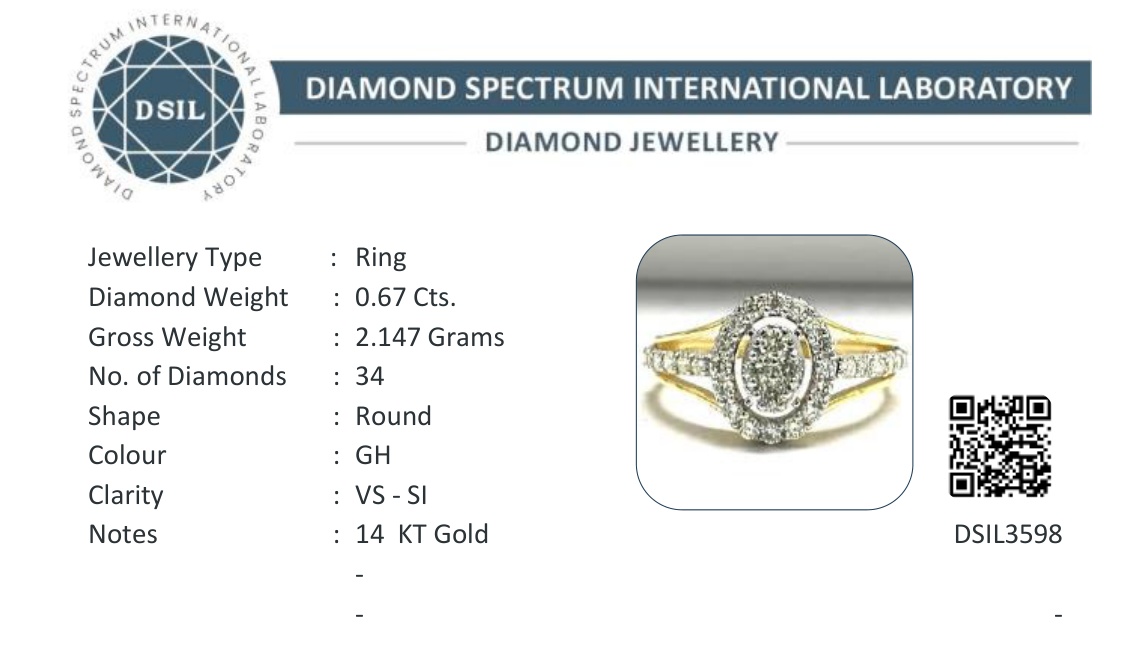 DIAMOND SPECTRUM INTERNATIONAL LABORATORY
DSIL
DIAMOND SPECTRUM INTERNATIONAL LABORATORY
DIAMOND JEWELLERY
Jewellery Type : Ring
Diamond Weight : 0.67 Cts.
Gross Weight : 2.147 Grams
No. of Diamonds : 34
Shape : Round
Colour : GH
Clarity : VS - SI
Notes : 14 KT Gold
DSIL3598
-
- -